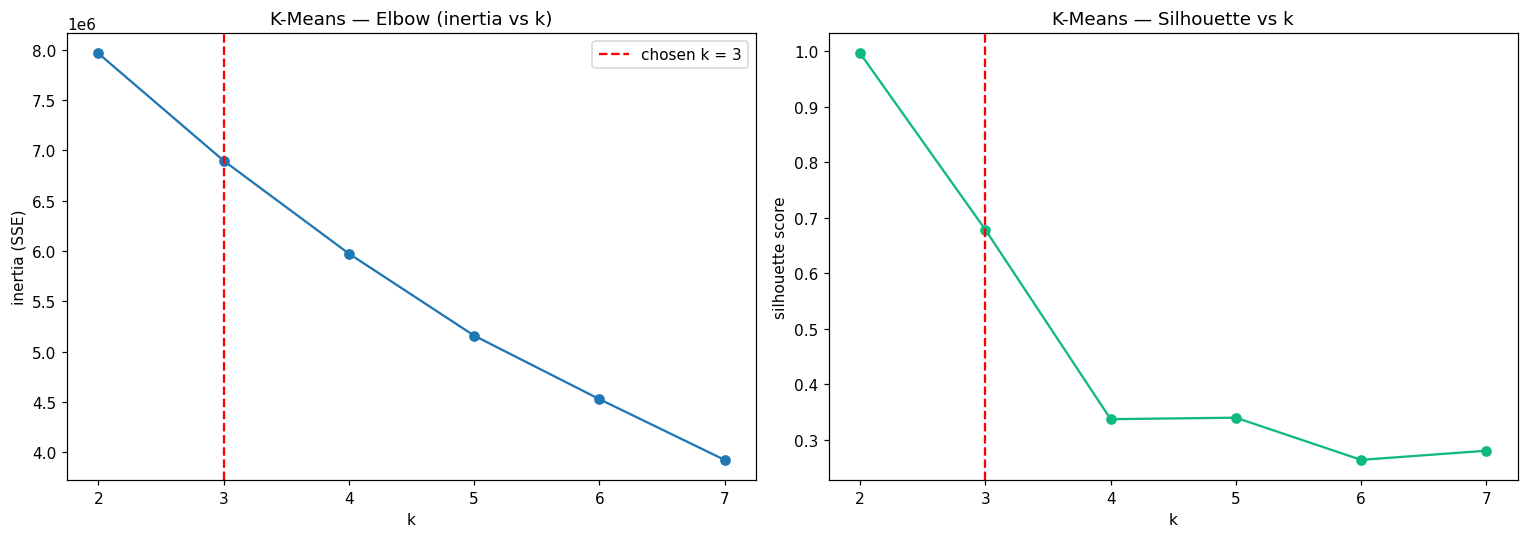 K-Means — Elbow (inertia vs k)
1e6
chosen k = 3
8.0
7.5
7.0
6.5
6.0
5.5
5.0
4.5
4.0
inertia (SSE)
2 3 4 5 6 7
k
K-Means — Silhouette vs k
1.0
0.9
0.8
0.7
0.6
0.5
0.4
0.3
silhouette score
2 3 4 5 6 7
k